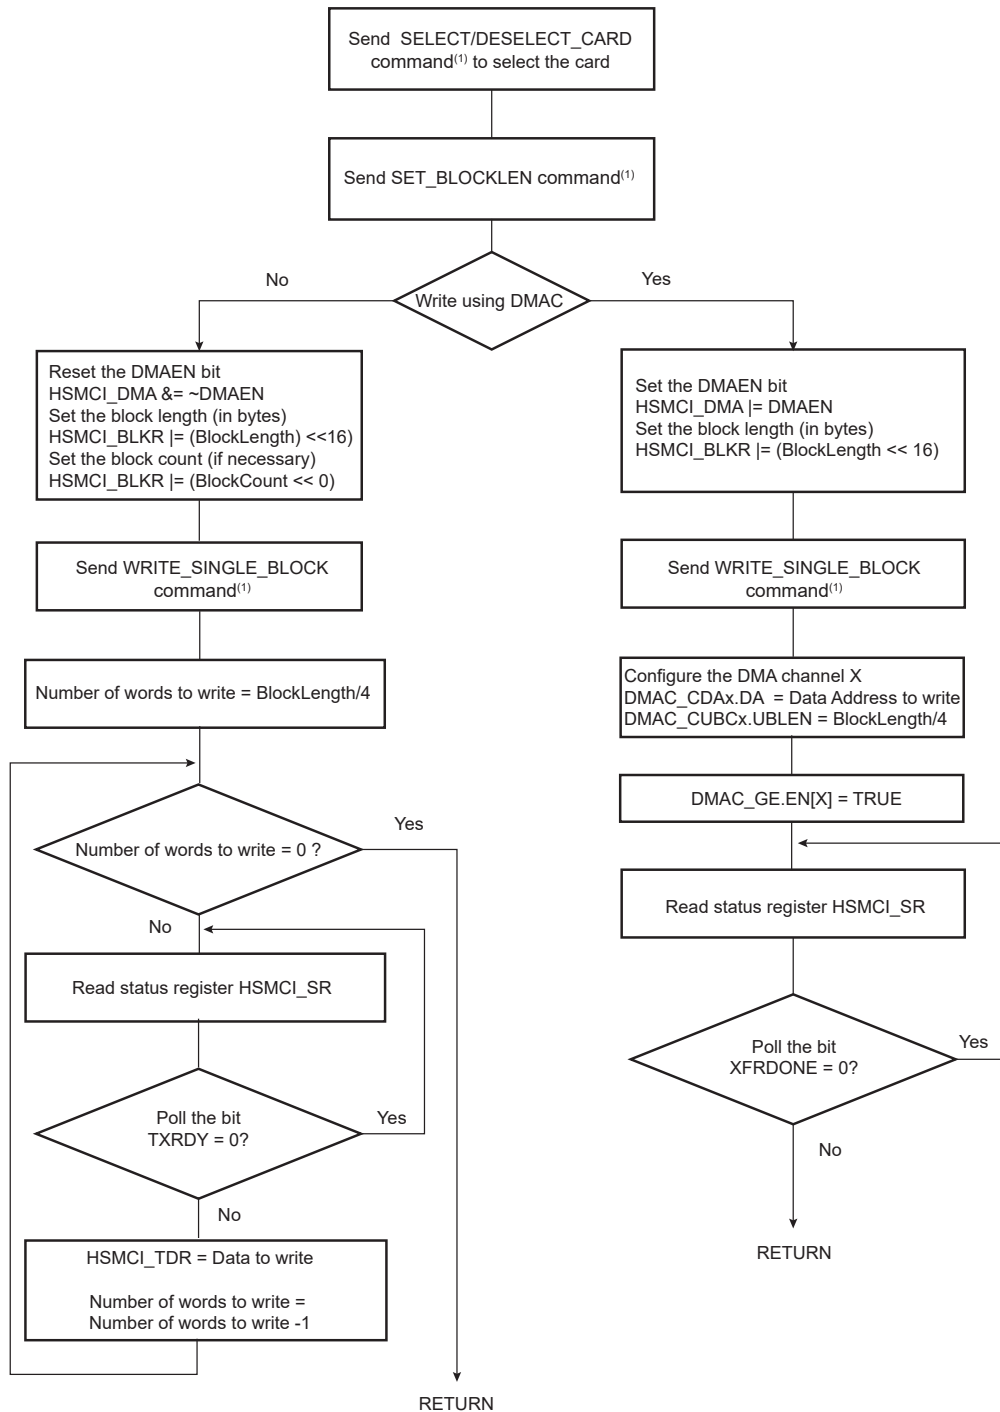 Send SELECT/DESELECT_CARD
command(1) to select the card
Send SET_BLOCKLEN command(1)
Write using DMAC
No
Yes
Reset the DMAEN bit
HSMCI_DMA &= ~DMAEN
Set the block length (in bytes)
HSMCI_BLKR |= (BlockLength) <<16)
Set the block count (if necessary)
HSMCI_BLKR |= (BlockCount << 0)
Send WRITE_SINGLE_BLOCK
command(1)
Number of words to write = BlockLength/4
Number of words to write = 0 ?
Yes
No
Read status register HSMCI_SR
Poll the bit
TXRDY = 0?
Yes
No
HSMCI_TDR = Data to write
Number of words to write =
Number of words to write -1
RETURN
Set the DMAEN bit
HSMCI_DMA |= DMAEN
Set the block length (in bytes)
HSMCI_BLKR |= (BlockLength << 16)
Send WRITE_SINGLE_BLOCK
command(1)
Configure the DMA channel X
DMAC_CDAx.DA = Data Address to write
DMAC_CUBCx.UBLEN = BlockLength/4
DMAC_GE.EN[X] = TRUE
Read status register HSMCI_SR
Poll the bit
XFRDONE = 0?
Yes
No
RETURN